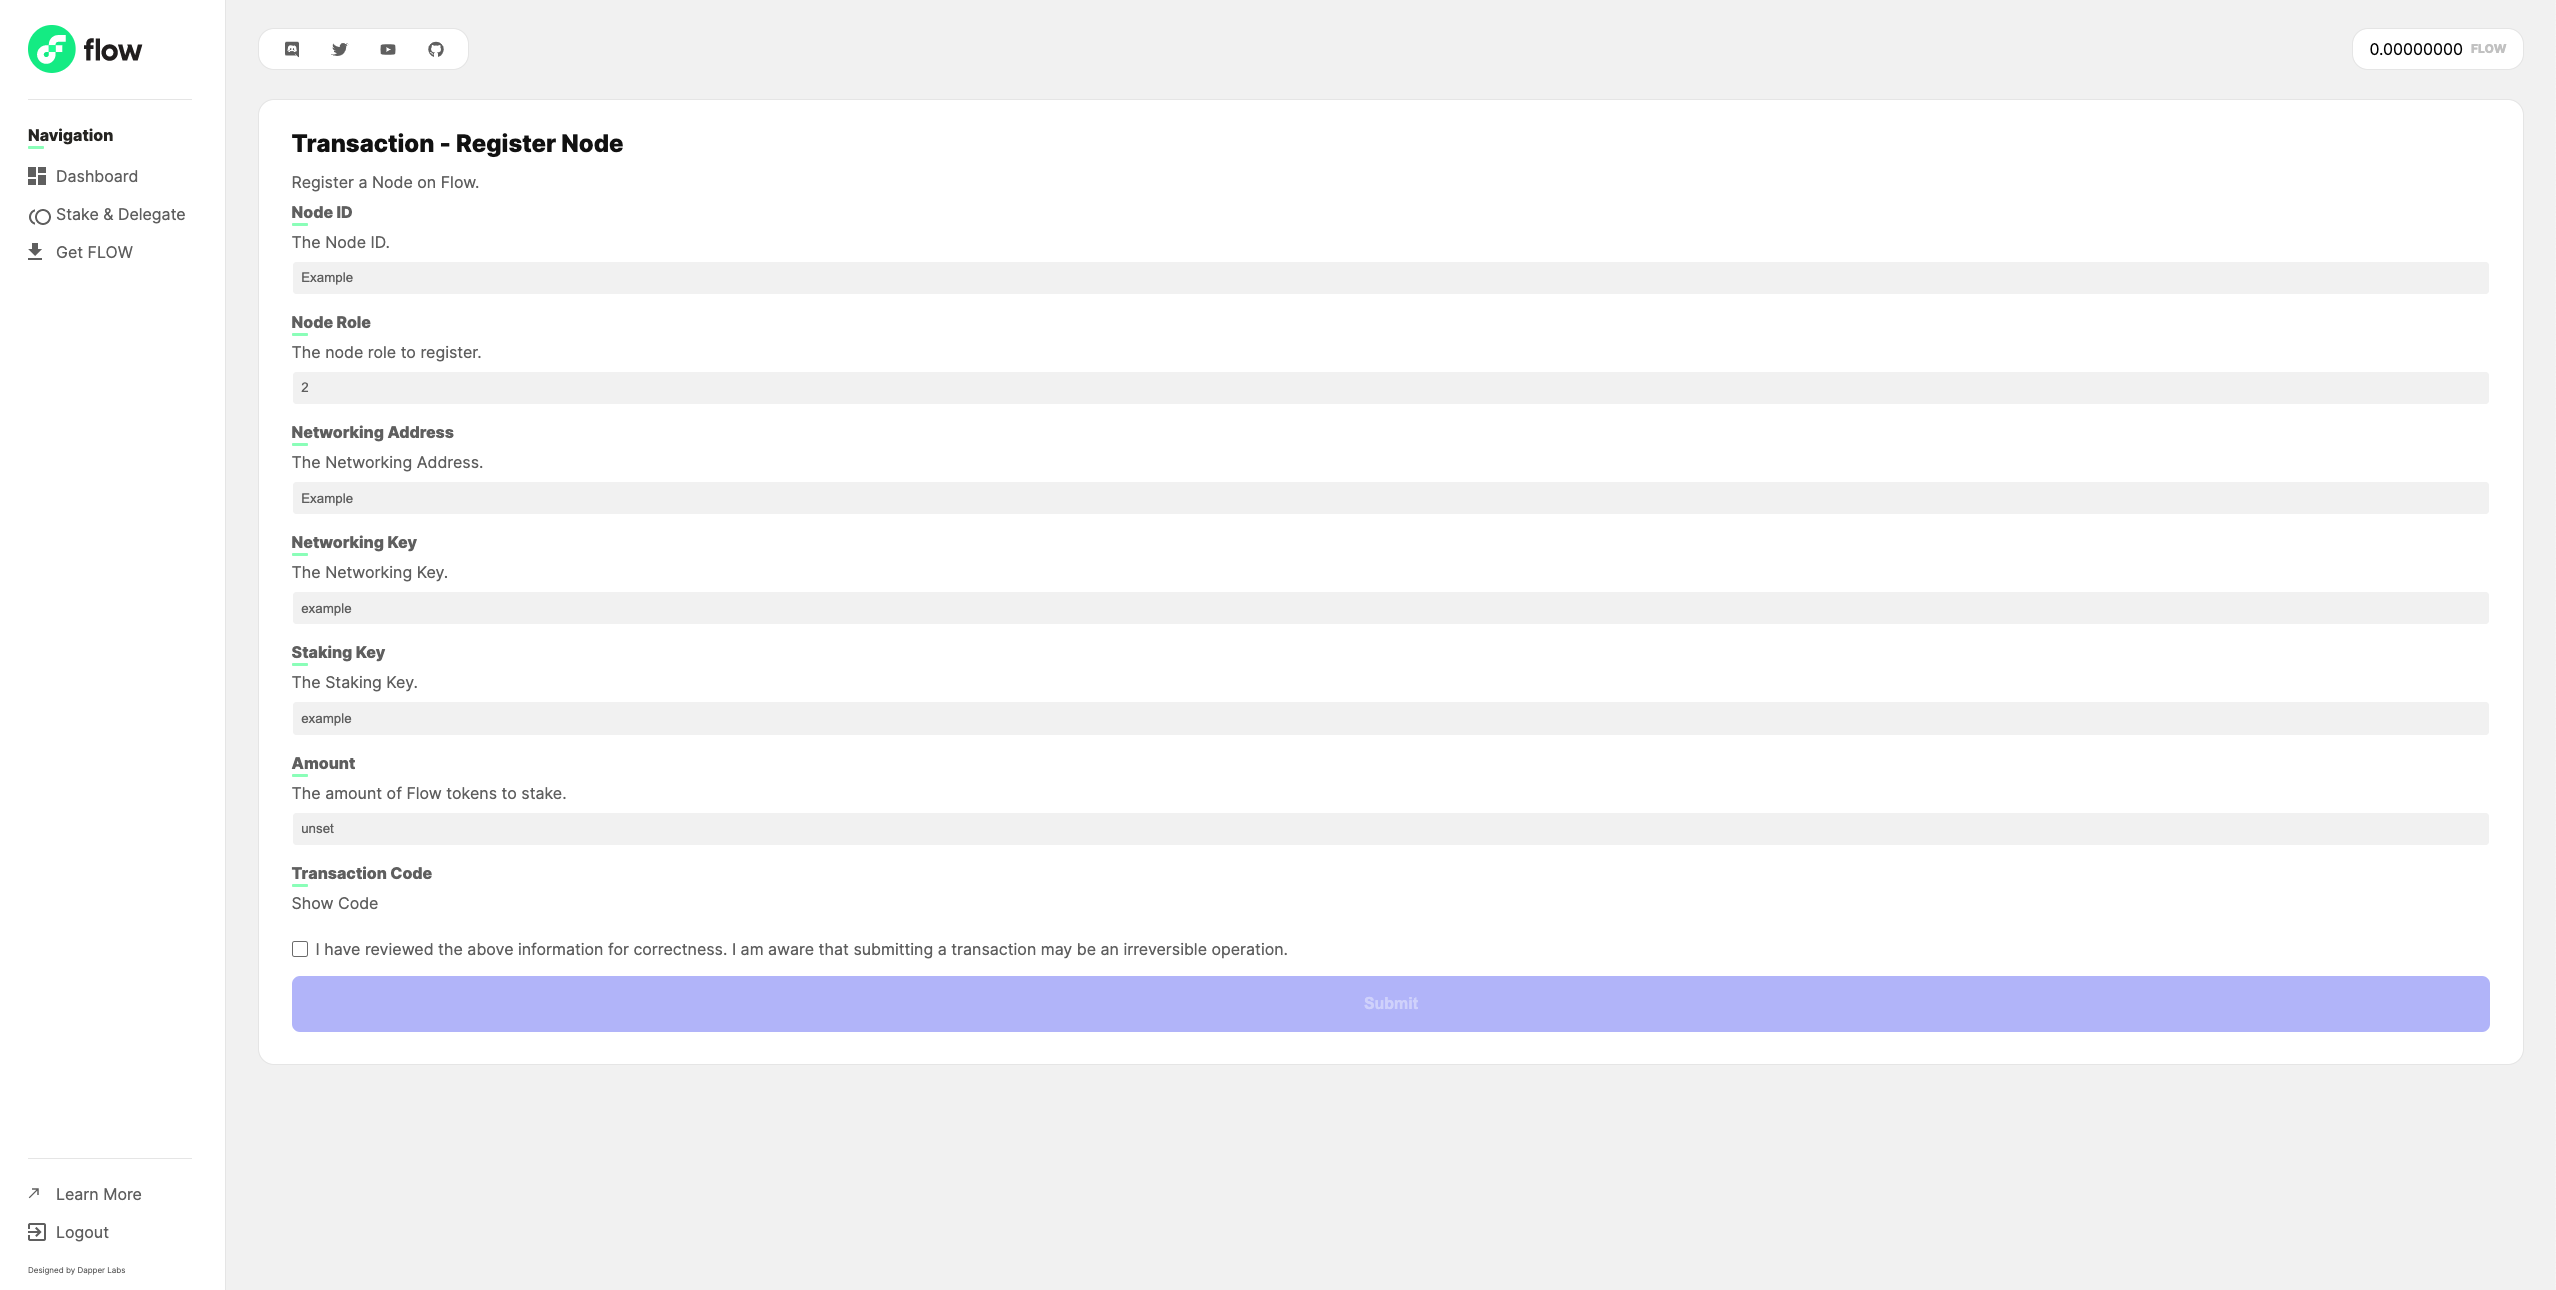 flow
0.00000000 FLOW
Navigation
Dashboard
Stake & Delegate
Get FLOW
Transaction - Register Node
Register a Node on Flow.
Node ID
The Node ID.
Example
Node Role
The node role to register.
2
Networking Address
The Networking Address.
Example
Networking Key
The Networking Key.
example
Staking Key
The Staking Key.
example
Amount
The amount of Flow tokens to stake.
unset
Transaction Code
Show Code
I have reviewed the above information for correctness. I am aware that submitting a transaction may be an irreversible operation.
Submit
Learn More
Logout
Designed by Dapper Labs